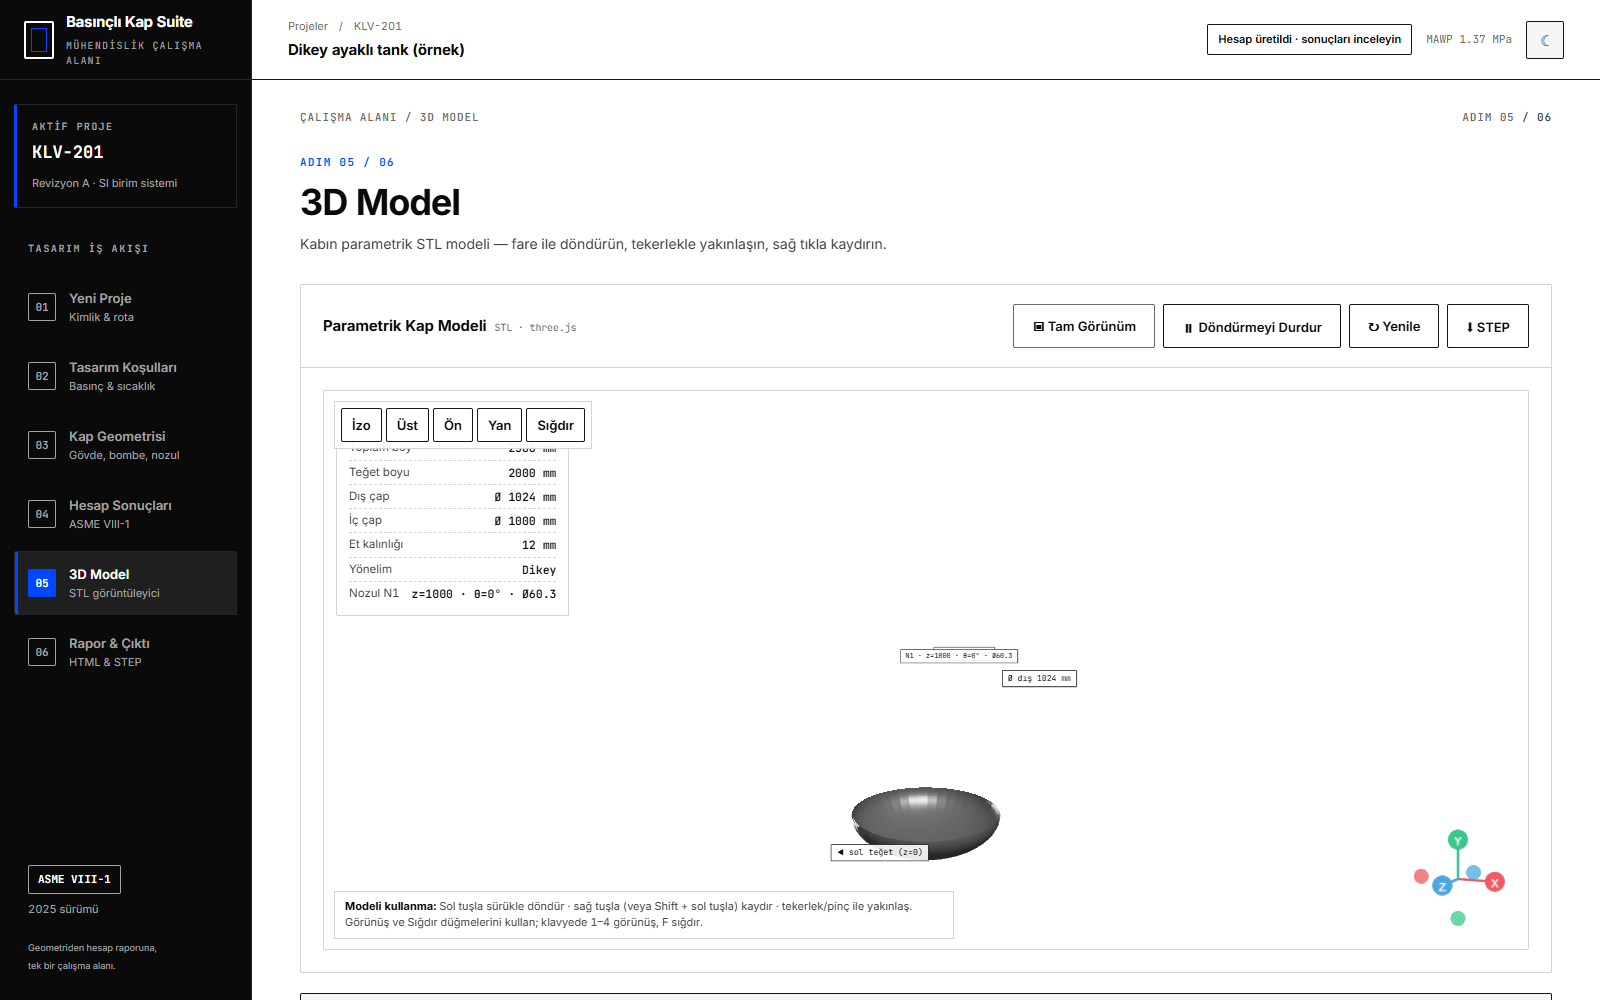 Basınçlı Kap Suite
MÜHENDİSLİK ÇALIŞMA
ALANI
AKTİF PROJE
KLV-201
Revizyon A · SI birim sistemi
TASARIM İŞ AKIŞI
01
Yeni Proje
Kimlik & rota
02
Tasarım Koşulları
Basınç & sıcaklık
03
Kap Geometrisi
Gövde, bombe, nozul
04
Hesap Sonuçları
ASME VIII-1
05
3D Model
STL görüntüleyici
06
Rapor & Çıktı
HTML & STEP
ASME VIII-1
2025 sürümü
Geometriden hesap raporuna,
tek bir çalışma alanı.
Projeler / KLV-201
Dikey ayaklı tank (örnek)
Hesap üretildi · sonuçları inceleyin
MAWP 1.37 MPa
ÇALIŞMA ALANI / 3D MODEL
ADIM 05 / 06
ADIM 05 / 06
3D Model
Kabın parametrik STL modeli — fare ile döndürün, tekerlekle yakınlaşın, sağ tıkla kaydırın.
Parametrik Kap Modeli STL · three.js
Tam Görünüm
Döndürmeyi Durdur
↻ Yenile
⬇ STEP
İzo Üst Ön Yan Sığdır
Toplam boy 2500 mm
Teğet boyu 2000 mm
Dış çap Ø 1024 mm
İç çap Ø 1000 mm
Et kalınlığı 12 mm
Yönelim Dikey
Nozul N1 z=1000 · θ=0° · Ø60.3
N1 · z=1000 · θ=0° · Ø60.3
Ø dış 1024 mm
◄ sol teğet (z=0)
Y
Z
X
Modeli kullanma: Sol tuşla sürükle döndür · sağ tuşla (veya Shift + sol tuşla) kaydır · tekerlek/pinç ile yakınlaş.
Görünüş ve Sığdır düğmelerini kullan; klavyede 1–4 görünüş, F sığdır.